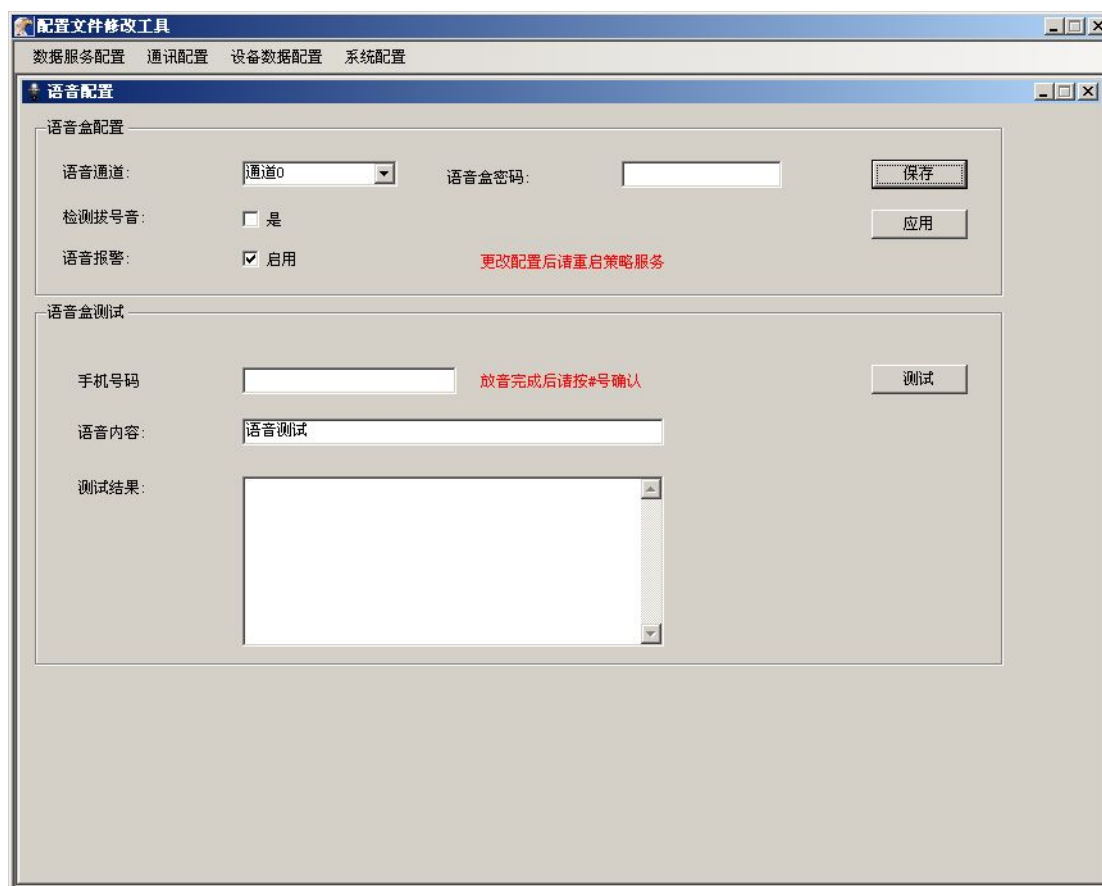 配置文件修改工具
数据服务配置 通讯配置 设备数据配置 系统配置
语音配置
语音盒配置
语音通道: 通道0 语音盒密码: 保存
检测拔号音: 是 应用
语音报警: 启用 更改配置后请重启策略服务
语音盒测试
手机号码 放音完成后请按#号确认 测试
语音内容: 语音测试
测试结果: